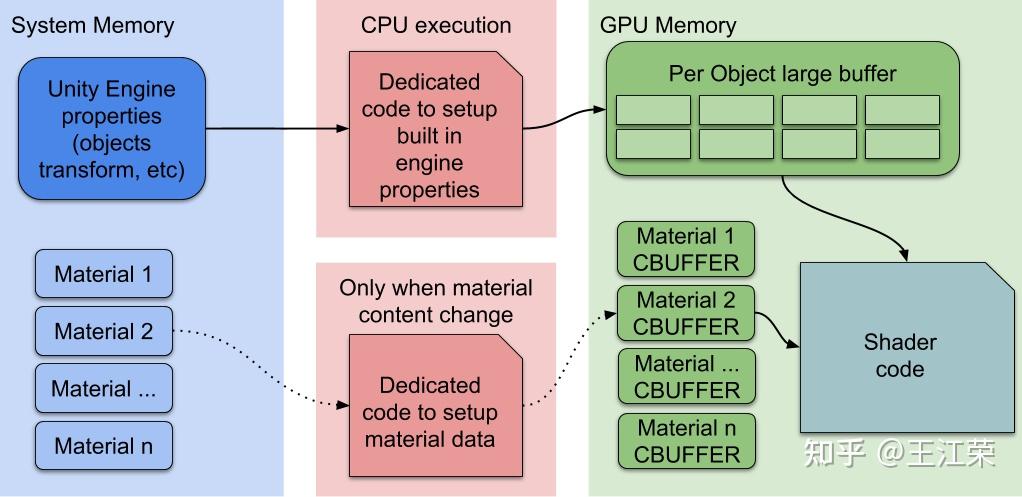 System Memory
Unity Engine
properties
(objects
transform, etc)
Material 1
Material 2
Material ...
Material n
CPU execution
Dedicated
code to setup
built in
engine
properties
Only when material
content change
Dedicated
code to setup
material data
GPU Memory
Per Object large buffer
Material 1
CBUFFER
Material 2
CBUFFER
Material ...
CBUFFER
Material n
CBUFFER
Shader
code
知乎 @王江荣